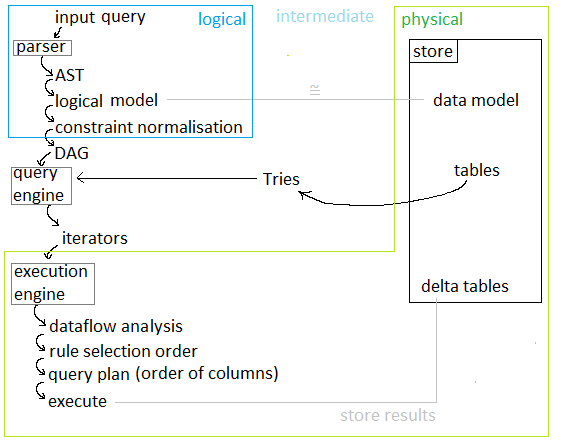 input query
logical
intermediate
physical
parser
store
AST
logical model
≅
data model
constraint normalisation
DAG
query
engine
Tries
tables
iterators
execution
engine
delta tables
dataflow analysis
rule selection order
query plan (order of columns)
execute
store results